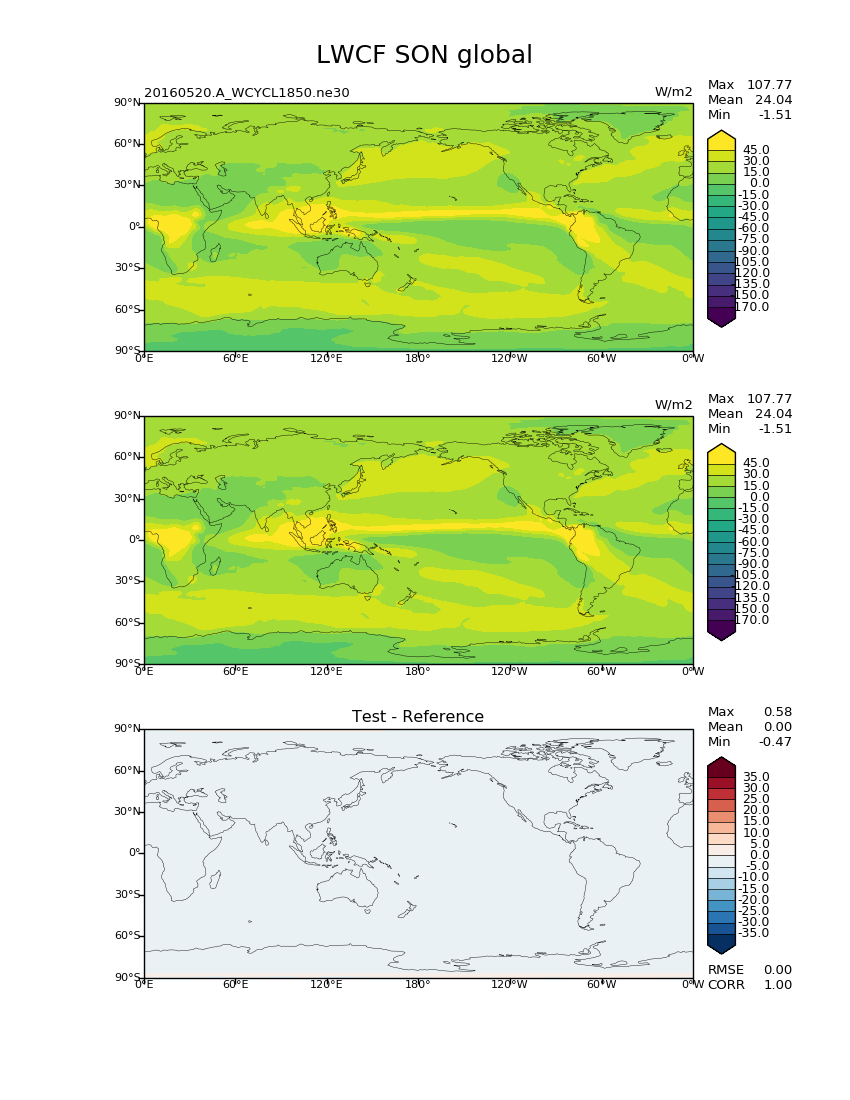 LWCF SON global
20160520.A_WCYCL1850.ne30
W/m2
Max 107.77
Mean 24.04
Min -1.51
90°N
60°N
30°N
0°
30°S
60°S
90°S
0°E 60°E 120°E 180° 120°W 60°W 0°W
45.0
30.0
15.0
0.0
-15.0
-30.0
-45.0
-60.0
-75.0
-90.0
-105.0
-120.0
-135.0
-150.0
-170.0
W/m2
Max 107.77
Mean 24.04
Min -1.51
90°N
60°N
30°N
0°
30°S
60°S
90°S
0°E 60°E 120°E 180° 120°W 60°W 0°W
45.0
30.0
15.0
0.0
-15.0
-30.0
-45.0
-60.0
-75.0
-90.0
-105.0
-120.0
-135.0
-150.0
-170.0
Test - Reference
Max 0.58
Mean 0.00
Min -0.47
90°N
60°N
30°N
0°
30°S
60°S
90°S
0°E 60°E 120°E 180° 120°W 60°W 0°W
35.0
30.0
25.0
20.0
15.0
10.0
5.0
0.0
-5.0
-10.0
-15.0
-20.0
-25.0
-30.0
-35.0
RMSE 0.00
CORR 1.00